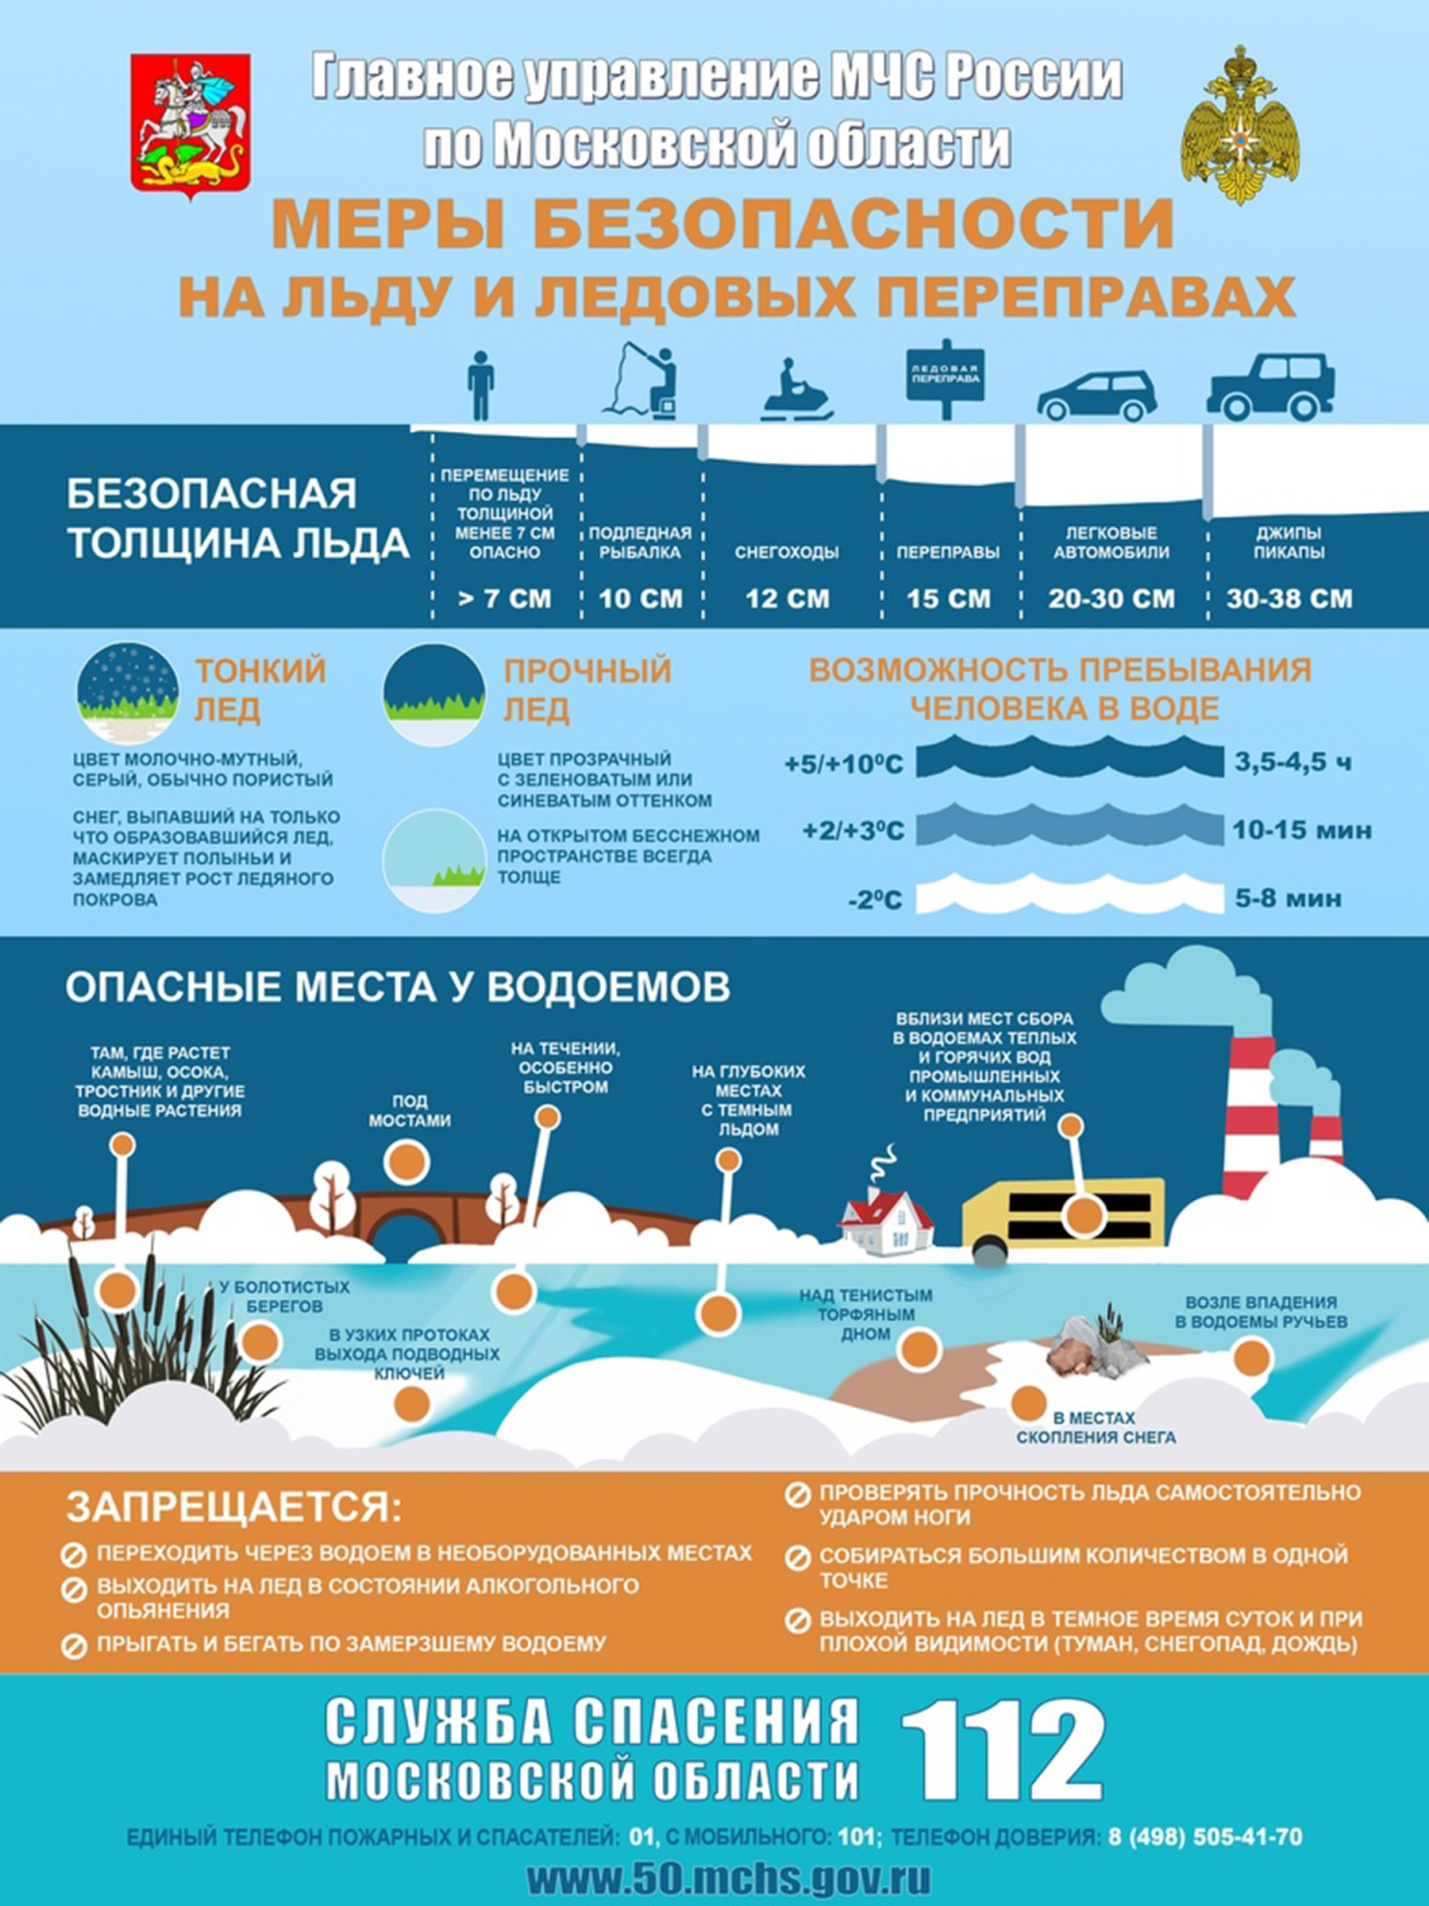 Главное управление МЧС России
по Московской области
МЕРЫ БЕЗОПАСНОСТИ
НА ЛЬДУ И ЛЕДОВЫХ ПЕРЕПРАВАХ
ЛЕДОВАЯ
ПЕРЕПРАВА
БЕЗОПАСНАЯ
ТОЛЩИНА ЛЬДА
ПЕРЕМЕЩЕНИЕ
ПО ЛЬДУ
ТОЛЩИНОЙ
МЕНЕЕ 7 СМ
ОПАСНО
> 7 СМ
ПОДЛЕДНАЯ
РЫБАЛКА
10 СМ
СНЕГОХОДЫ
12 СМ
ПЕРЕПРАВЫ
15 СМ
ЛЕГКОВЫЕ
АВТОМОБИЛИ
20-30 СМ
ДЖИПЫ
ПИКАПЫ
30-38 СМ
ТОНКИЙ
ЛЕД
ЦВЕТ МОЛОЧНО-МУТНЫЙ,
СЕРЫЙ, ОБЫЧНО ПОРИСТЫЙ
СНЕГ, ВЫПАВШИЙ НА ТОЛЬКО
ЧТО ОБРАЗОВАВШИЙСЯ ЛЕД,
МАСКИРУЕТ ПОЛЫНЬИ И
ЗАМЕДЛЯЕТ РОСТ ЛЕДЯНОГО
ПОКРОВА
ПРОЧНЫЙ
ЛЕД
ЦВЕТ ПРОЗРАЧНЫЙ
С ЗЕЛЕНОВАТЫМ ИЛИ
СИНЕВАТЫМ ОТТЕНКОМ
НА ОТКРЫТОМ БЕССНЕЖНОМ
ПРОСТРАНСТВЕ ВСЕГДА
ТОЛЩЕ
ВОЗМОЖНОСТЬ ПРЕБЫВАНИЯ
ЧЕЛОВЕКА В ВОДЕ
+5/+10⁰С 3,5-4,5 ч
+2/+3⁰С 10-15 мин
-2⁰С 5-8 мин
ОПАСНЫЕ МЕСТА У ВОДОЕМОВ
ТАМ, ГДЕ РАСТЕТ
КАМЫШ, ОСОКА,
ТРОСТНИК И ДРУГИЕ
ВОДНЫЕ РАСТЕНИЯ
ПОД
МОСТАМИ
НА ТЕЧЕНИИ,
ОСОБЕННО
БЫСТРОМ
НА ГЛУБОКИХ
МЕСТАХ
С ТЕМНЫМ
ЛЬДОМ
ВБЛИЗИ МЕСТ СБОРА
В ВОДОЕМАХ ТЕПЛЫХ
И ГОРЯЧИХ ВОД
ПРОМЫШЛЕННЫХ
И КОММУНАЛЬНЫХ
ПРЕДПРИЯТИЙ
У БОЛОТИСТЫХ
БЕРЕГОВ
В УЗКИХ ПРОТОКАХ
ВЫХОДА ПОДВОДНЫХ
КЛЮЧЕЙ
НАД ТЕНИСТЫМ
ТОРФЯНЫМ
ДНОМ
ВОЗЛЕ ВПАДЕНИЯ
В ВОДОЕМЫ РУЧЬЕВ
В МЕСТАХ
СКОПЛЕНИЯ СНЕГА
ЗАПРЕЩАЕТСЯ:
ПЕРЕХОДИТЬ ЧЕРЕЗ ВОДОЕМ В НЕОБОРУДОВАННЫХ МЕСТАХ
ВЫХОДИТЬ НА ЛЕД В СОСТОЯНИИ АЛКОГОЛЬНОГО
ОПЬЯНЕНИЯ
ПРЫГАТЬ И БЕГАТЬ ПО ЗАМЕРЗШЕМУ ВОДОЕМУ
ПРОВЕРЯТЬ ПРОЧНОСТЬ ЛЬДА САМОСТОЯТЕЛЬНО
УДАРОМ НОГИ
СОБИРАТЬСЯ БОЛЬШИМ КОЛИЧЕСТВОМ В ОДНОЙ
ТОЧКЕ
ВЫХОДИТЬ НА ЛЕД В ТЕМНОЕ ВРЕМЯ СУТОК И ПРИ
ПЛОХОЙ ВИДИМОСТИ (ТУМАН, СНЕГОПАД, ДОЖДЬ)
СЛУЖБА СПАСЕНИЯ
МОСКОВСКОЙ ОБЛАСТИ
112
ЕДИНЫЙ ТЕЛЕФОН ПОЖАРНЫХ И СПАСАТЕЛЕЙ: 01, С МОБИЛЬНОГО: 101; ТЕЛЕФОН ДОВЕРИЯ: 8 (498) 505-41-70
www.50.mchs.gov.ru